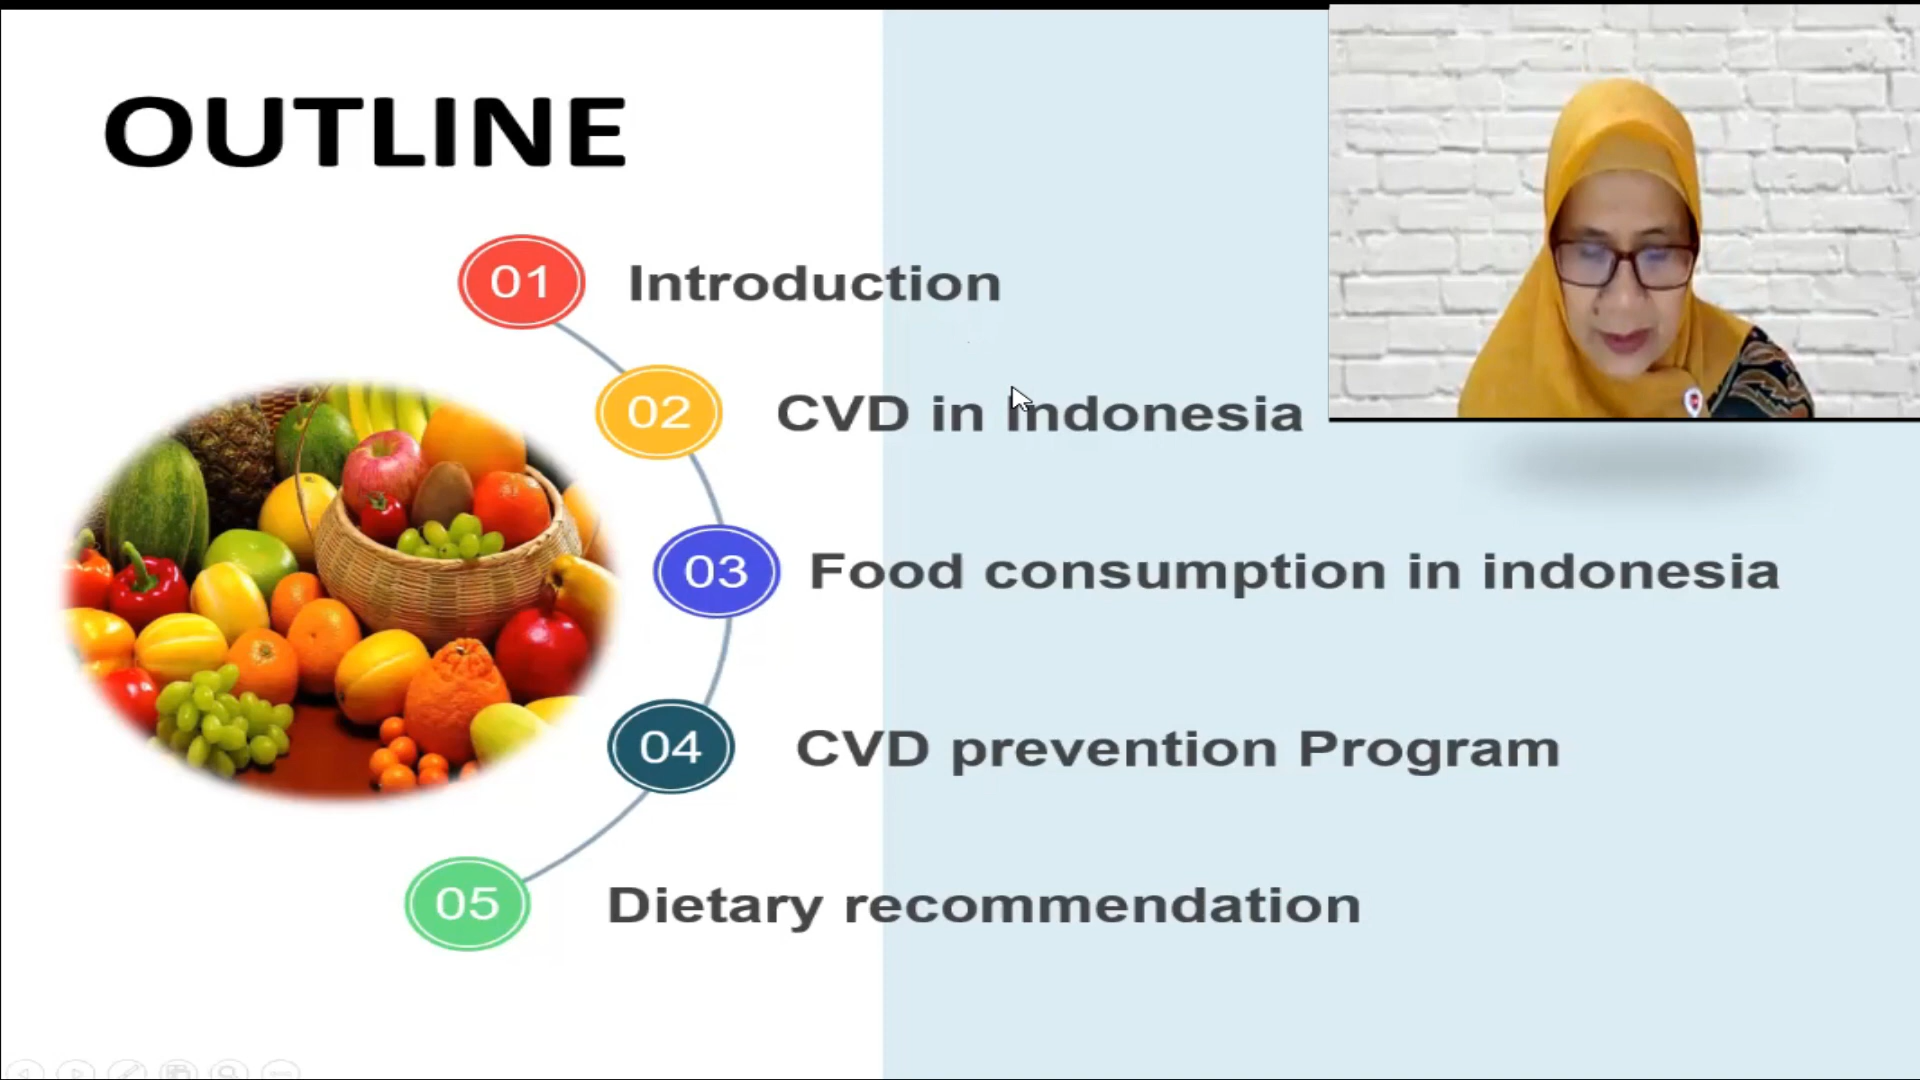 OUTLINE
01 Introduction
02 CVD in Indonesia
03 Food consumption in indonesia
04 CVD prevention Program
05 Dietary recommendation